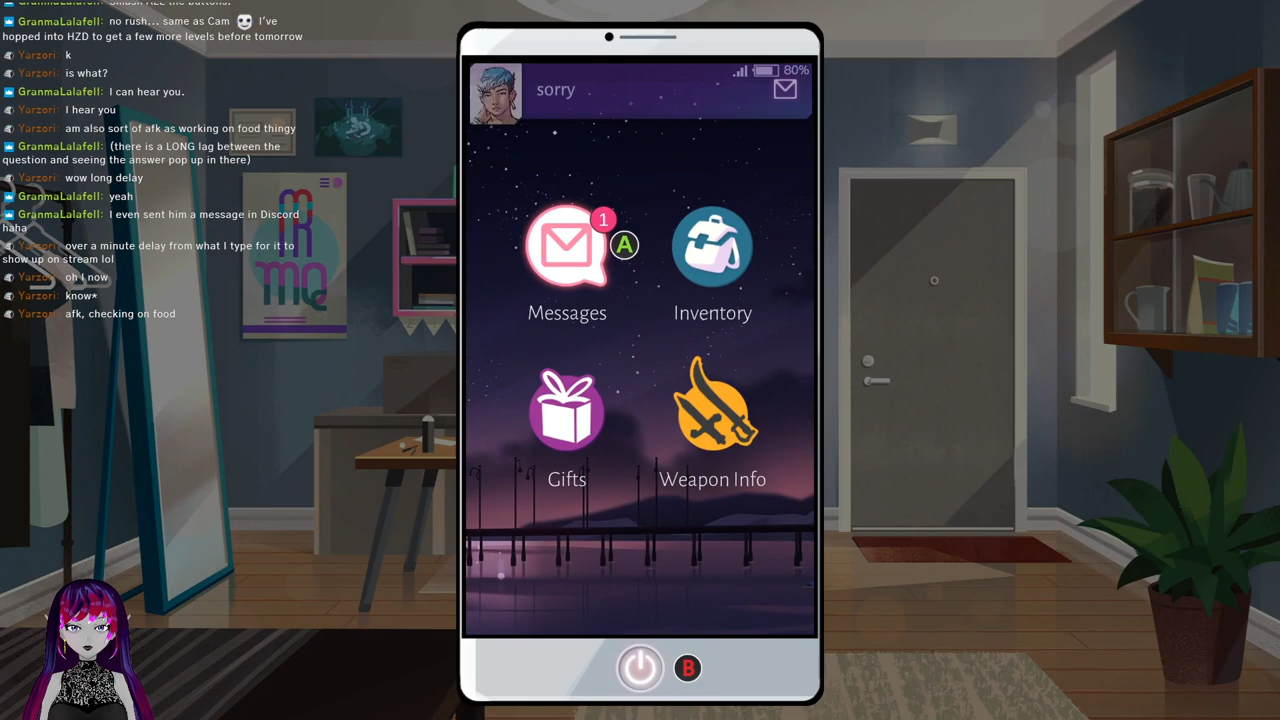 GranmaLalafell: no rush... same as Cam I've
hopped into HZD to get a few more levels before tomorrow
Yarzori: k
Yarzori: is what?
GranmaLalafell: I can hear you.
Yarzori: I hear you
Yarzori: am also sort of afk as working on food thingy
GranmaLalafell: (there is a LONG lag between the
question and seeing the answer pop up in there)
Yarzori: wow long delay
GranmaLalafell: yeah
GranmaLalafell: I even sent him a message in Discord
haha
Yarzori: over a minute delay from what I type for it to
show up on stream lol
Yarzori: oh I now
Yarzori: know*
Yarzori: afk, checking on food
80%
sorry
1
A
Messages
Inventory
Gifts
Weapon Info
B